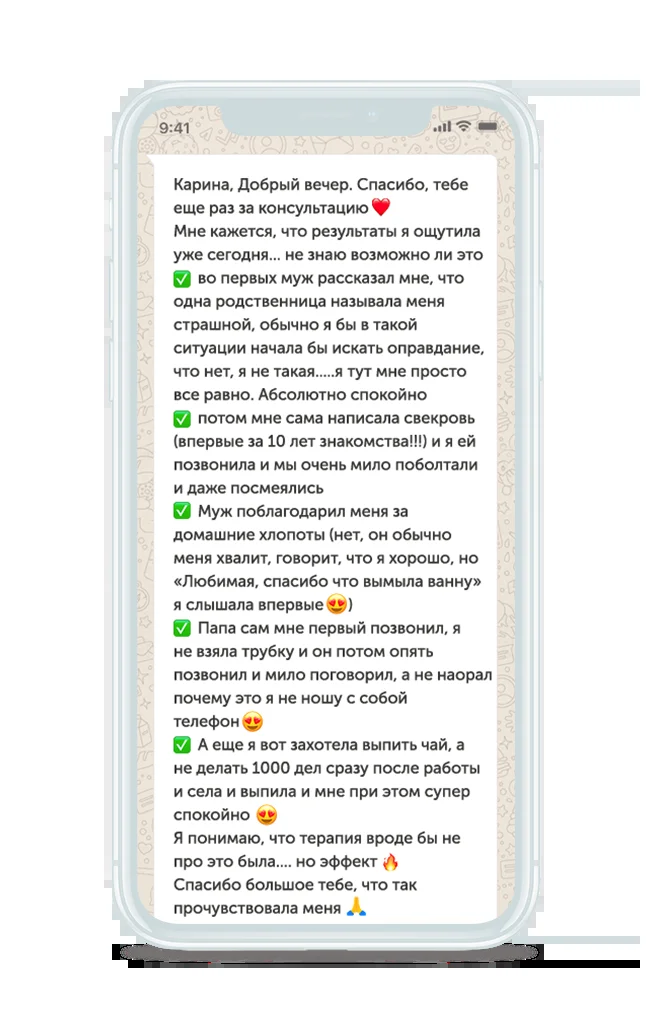 9:41
Карина, Добрый вечер. Спасибо, тебе
еще раз за консультацию❤️
Мне кажется, что результаты я ощутила
уже сегодня... не знаю возможно ли это
✅ во первых муж рассказал мне, что
одна родственница называла меня
страшной, обычно я бы в такой
ситуации начала бы искать оправдание,
что нет, я не такая.....я тут мне просто
все равно. Абсолютно спокойно
✅ потом мне сама написала свекровь
(впервые за 10 лет знакомства!!!) и я ей
позвонила и мы очень мило поболтали
и даже посмеялись
✅ Муж поблагодарил меня за
домашние хлопоты (нет, он обычно
меня хвалит, говорит, что я хорошо, но
«Любимая, спасибо что вымыла ванну»
я слышала впервые😍)
✅ Папа сам мне первый позвонил, я
не взяла трубку и он потом опять
позвонил и мило поговорил, а не наорал
почему это я не ношу с собой
телефон😍
✅ А еще я вот захотела выпить чай, а
не делать 1000 дел сразу после работы
и села и выпила и мне при этом супер
спокойно 😍
Я понимаю, что терапия вроде бы не
про это была.... но эффект🔥
Спасибо большое тебе, что так
прочувствовала меня 🙏